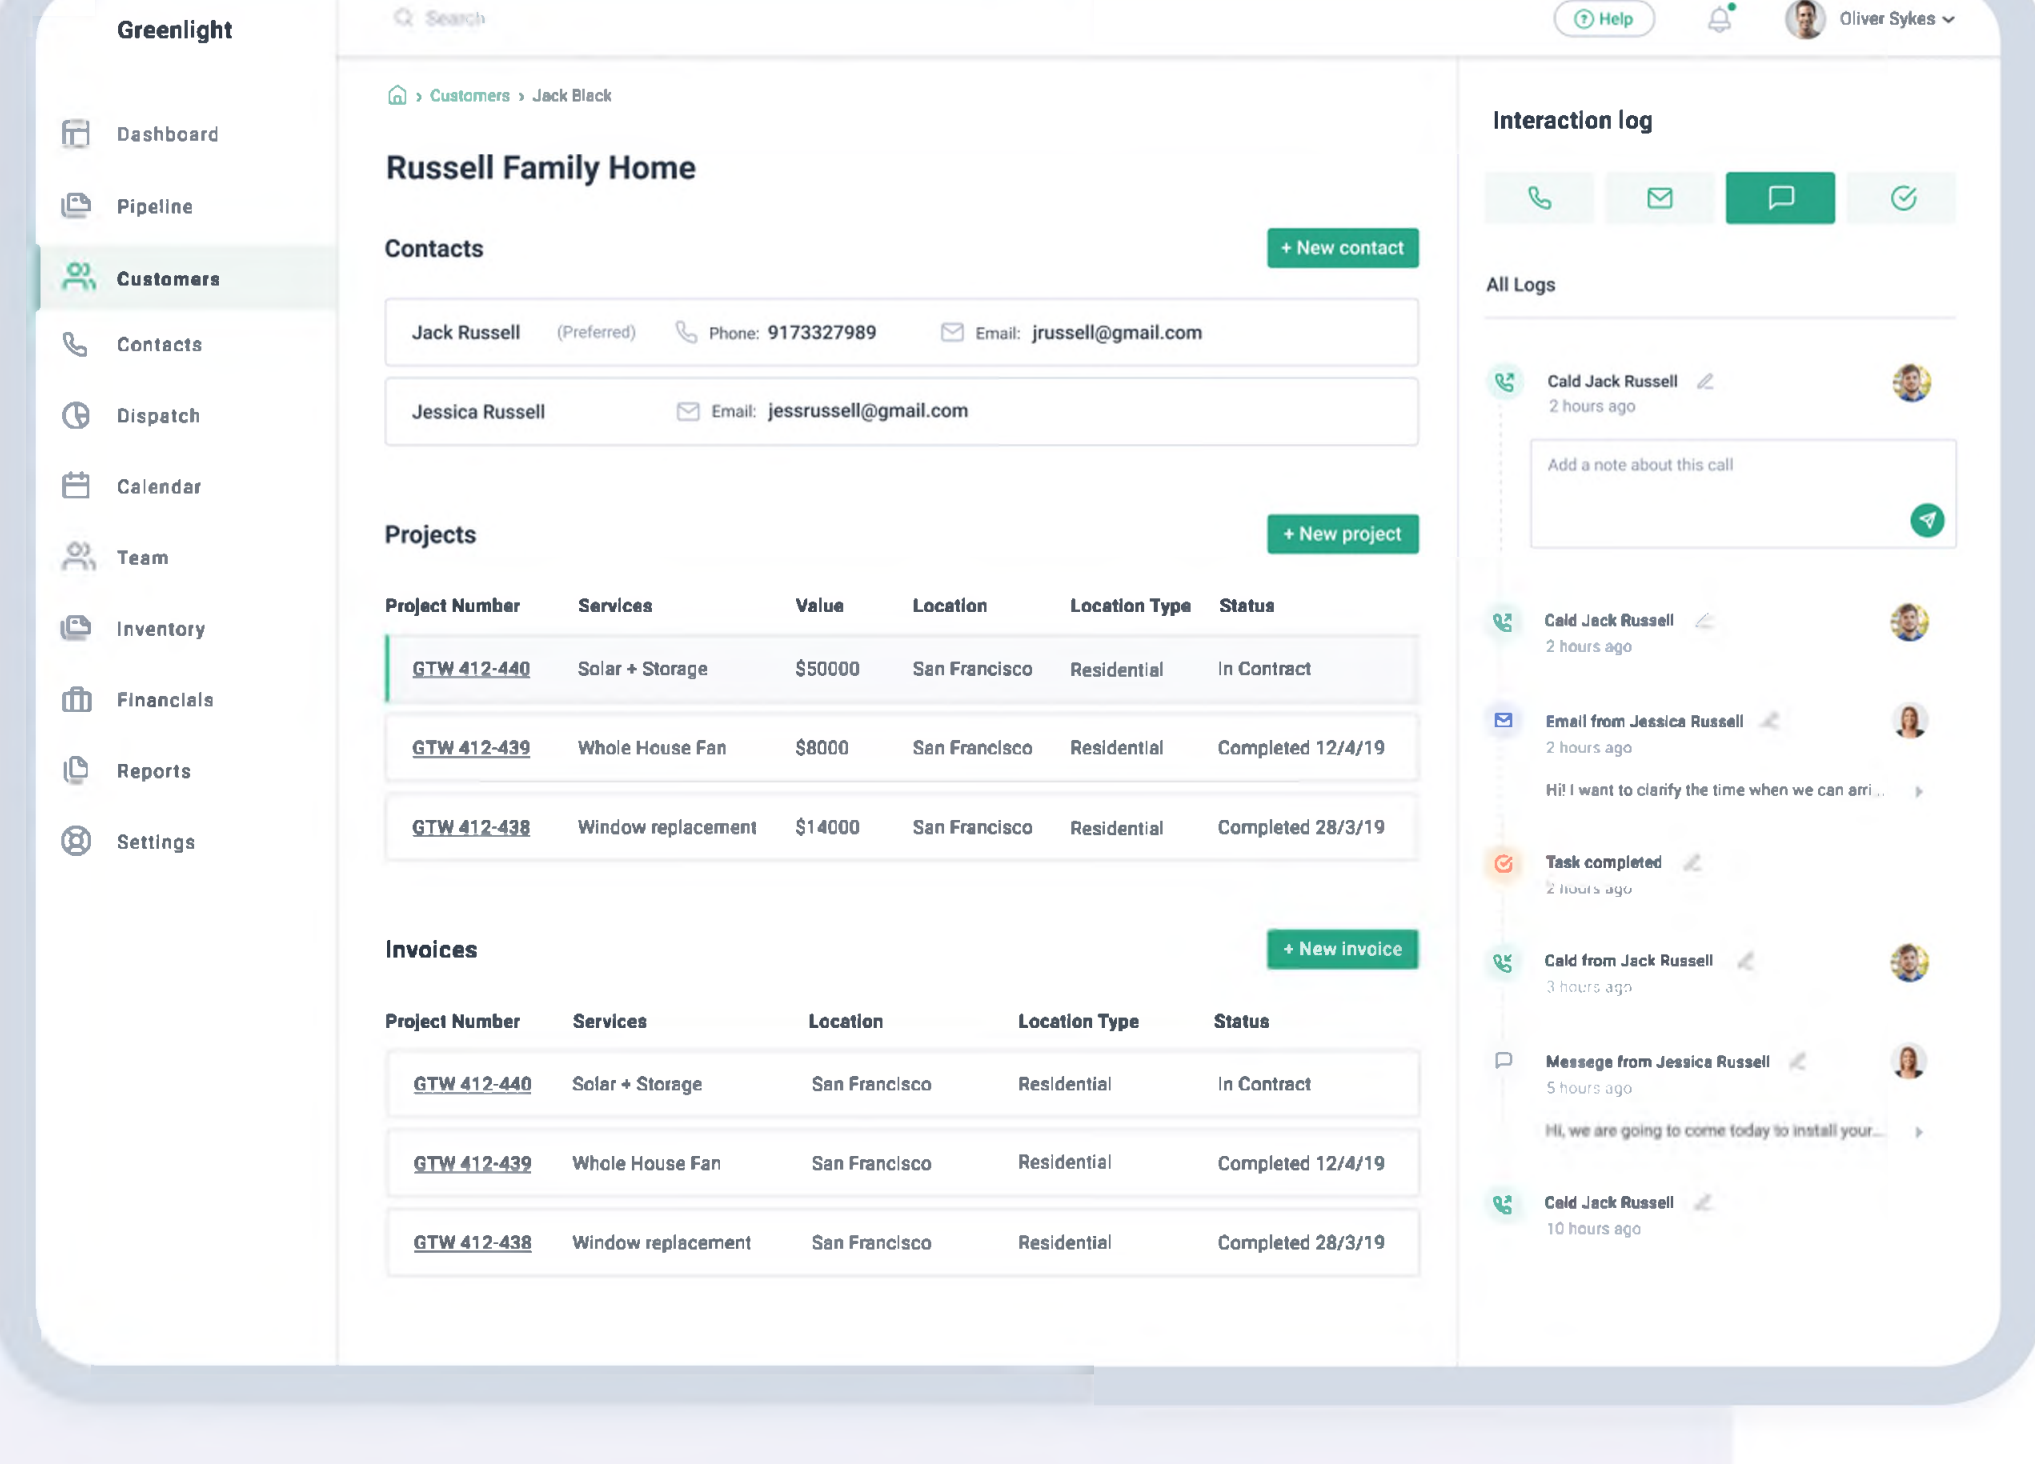 Greenlight
Search
Help
Oliver Sykes
Dashboard
Pipeline
Customers
Contacts
Dispatch
Calendar
Team
Inventory
Financials
Reports
Settings
Customers › Jack Black
Russell Family Home
Contacts
+ New contact
Jack Russell (Preferred) Phone: 9173327989 Email: jrussell@gmail.com
Jessica Russell Email: jessrussell@gmail.com
Projects
+ New project
Project Number Services Value Location Location Type Status
GTW 412-440 Solar + Storage $50000 San Francisco Residential In Contract
GTW 412-439 Whole House Fan $8000 San Francisco Residential Completed 12/4/19
GTW 412-438 Window replacement $14000 San Francisco Residential Completed 28/3/19
Invoices
+ New invoice
Project Number Services Location Location Type Status
GTW 412-440 Solar + Storage San Francisco Residential In Contract
GTW 412-439 Whole House Fan San Francisco Residential Completed 12/4/19
GTW 412-438 Window replacement San Francisco Residential Completed 28/3/19
Interaction log
All Logs
Cald Jack Russell
2 hours ago
Add a note about this call
Cald Jack Russell
2 hours ago
Email from Jessica Russell
2 hours ago
Hi! I want to clarify the time when we can arri...
Task completed
2 hours ago
Cald from Jack Russell
3 hours ago
Messege from Jessica Russell
5 hours ago
Hi, we are going to come today to install your...
Cald Jack Russell
10 hours ago